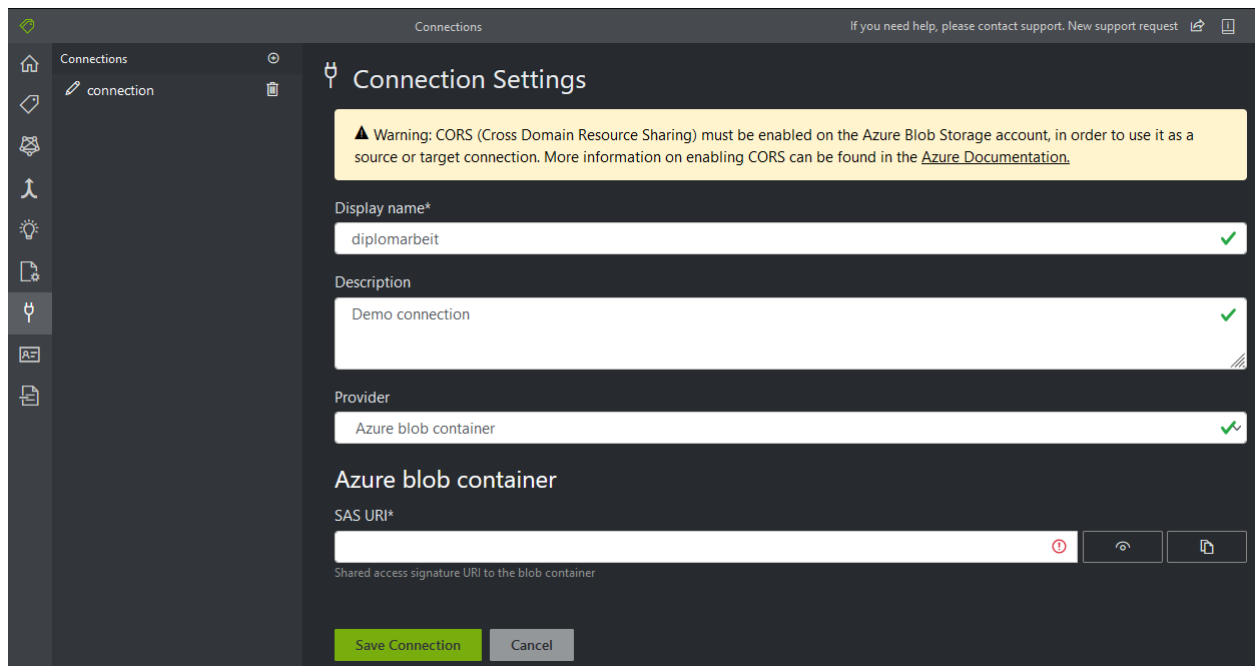 Connections
If you need help, please contact support. New support request
Connections
connection
Connection Settings
Warning: CORS (Cross Domain Resource Sharing) must be enabled on the Azure Blob Storage account, in order to use it as a
source or target connection. More information on enabling CORS can be found in the Azure Documentation.
Display name*
diplomarbeit
Description
Demo connection
Provider
Azure blob container
Azure blob container
SAS URI*
Shared access signature URI to the blob container
Save Connection
Cancel